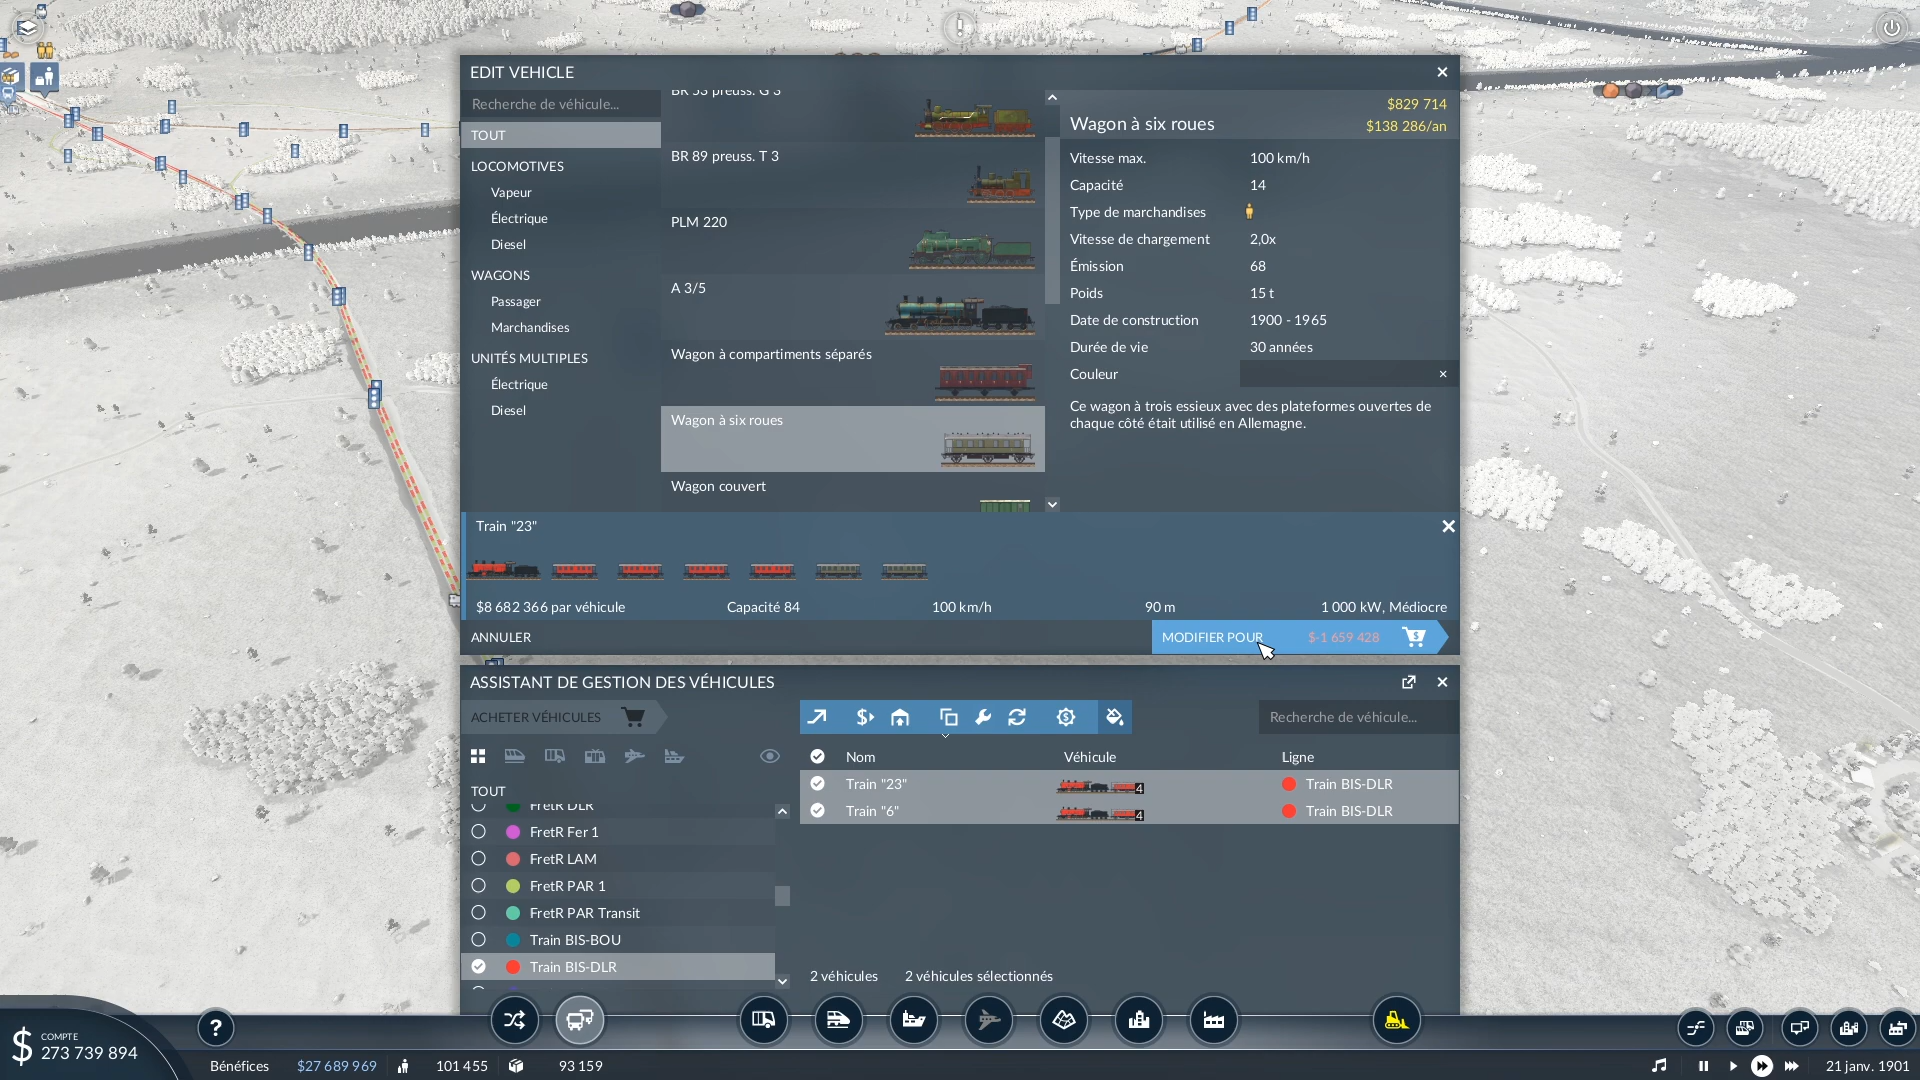 EDIT VEHICLE
Recherche de véhicule...
TOUT
LOCOMOTIVES
Vapeur
Électrique
Diesel
WAGONS
Passager
Marchandises
UNITÉS MULTIPLES
Électrique
Diesel
BR 53 preuss. G 3
BR 89 preuss. T 3
PLM 220
A 3/5
Wagon à compartiments séparés
Wagon à six roues
Wagon couvert
$829 714
Wagon à six roues
$138 286/an
Vitesse max. 100 km/h
Capacité 14
Type de marchandises
Vitesse de chargement 2,0x
Émission 68
Poids 15 t
Date de construction 1900 - 1965
Durée de vie 30 années
Couleur
Ce wagon à trois essieux avec des plateformes ouvertes de
chaque côté était utilisé en Allemagne.
Train "23"
$8 682 366 par véhicule Capacité 84 100 km/h 90 m 1 000 kW, Médiocre
ANNULER
MODIFIER POUR $-1 659 428
ASSISTANT DE GESTION DES VÉHICULES
ACHETER VÉHICULES
Recherche de véhicule...
TOUT
FretR DLR
FretR Fer 1
FretR LAM
FretR PAR 1
FretR PAR Transit
Train BIS-BOU
Train BIS-DLR
Nom Véhicule Ligne
Train "23" 4 Train BIS-DLR
Train "6" 4 Train BIS-DLR
2 véhicules 2 véhicules sélectionnés
$ COMPTE
273 739 894
?
Bénéfices $27 689 969 101 455 93 159
21 janv. 1901